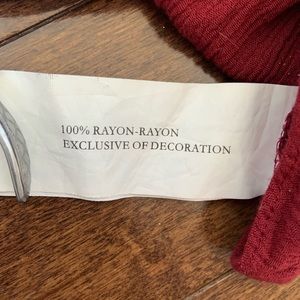 100% RAYON-RAYON
EXCLUSIVE OF DECORATION